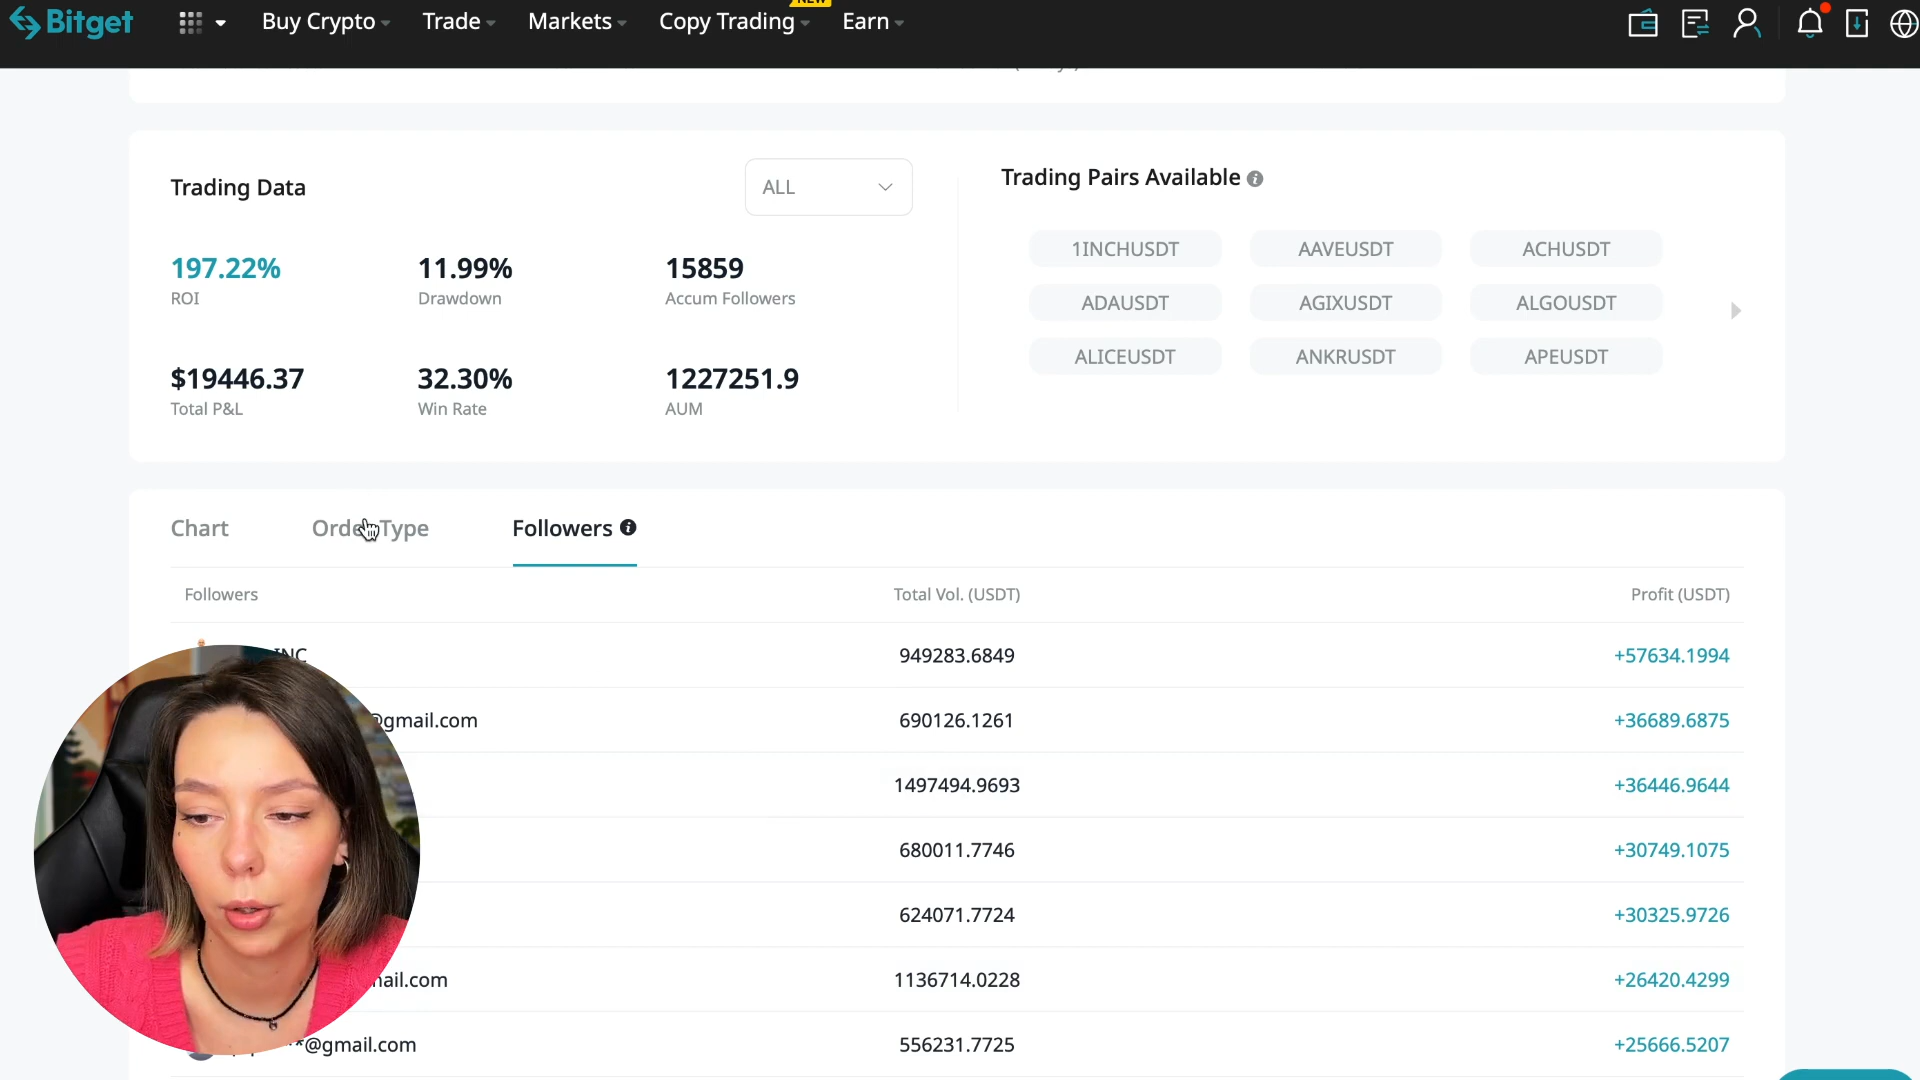 Bitget
Buy Crypto
Trade
Markets
Copy Trading
NEW
Earn
Trading Data
ALL
197.22%
ROI
11.99%
Drawdown
15859
Accum Followers
$19446.37
Total P&L
32.30%
Win Rate
1227251.9
AUM
Trading Pairs Available
1INCHUSDT AAVEUSDT ACHUSDT
ADAUSDT AGIXUSDT ALGOUSDT
ALICEUSDT ANKRUSDT APEUSDT
Chart
Order Type
Followers
Followers Total Vol. (USDT) Profit (USDT)
INC 949283.6849 +57634.1994
@gmail.com 690126.1261 +36689.6875
1497494.9693 +36446.9644
680011.7746 +30749.1075
624071.7724 +30325.9726
mail.com 1136714.0228 +26420.4299
**@gmail.com 556231.7725 +25666.5207